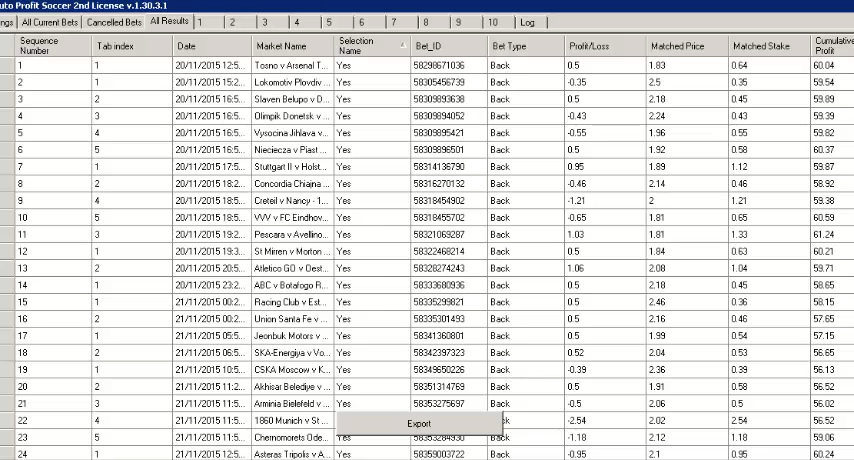 uto Profit Soccer 2nd License v.1.30.3.1
ngs All Current Bets Cancelled Bets All Results 1 2 3 4 5 6 7 8 9 10 Log
Sequence Number Tab index Date Market Name Selection Name Bet_ID Bet Type Profit/Loss Matched Price Matched Stake Cumulative Profit
1 1 20/11/2015 12:5... Tosno v Arsenal T... Yes 58298671036 Back 0.5 1.83 0.64 60.04
2 1 20/11/2015 15:2... Lokomotiv Plovdiv ... Yes 58305456739 Back -0.35 2.5 0.35 59.54
3 2 20/11/2015 16:5... Slaven Belupo v D... Yes 58309893638 Back 0.5 2.18 0.45 59.89
4 3 20/11/2015 16:5... Olimpik Donetsk v ... Yes 58309894052 Back -0.43 2.24 0.43 59.39
5 4 20/11/2015 16:5... Vysocina Jihlava v... Yes 58309895421 Back -0.55 1.96 0.55 59.82
6 5 20/11/2015 16:5... Nieciecza v Piast ... Yes 58309896501 Back 0.5 1.92 0.58 60.37
7 1 20/11/2015 17:5... Stuttgart II v Holst... Yes 58314136790 Back 0.95 1.89 1.12 59.87
8 2 20/11/2015 18:2... Concordia Chiajna ... Yes 58316270132 Back -0.46 2.14 0.46 58.92
9 4 20/11/2015 18:5... Creteil v Nancy - 1... Yes 58318454902 Back -1.21 2 1.21 59.38
10 5 20/11/2015 18:5... VVV v FC Eindhov... Yes 58318455702 Back -0.65 1.81 0.65 60.59
11 3 20/11/2015 19:2... Pescara v Avellino... Yes 58321069287 Back 1.03 1.81 1.33 61.24
12 1 20/11/2015 19:3... St Mirren v Morton ... Yes 58322468214 Back 0.5 1.84 0.63 60.21
13 2 20/11/2015 20:5... Atletico GO v Oest... Yes 58328274243 Back 1.06 2.08 1.04 59.71
14 1 20/11/2015 23:2... ABC v Botafogo R... Yes 58333680936 Back 0.5 2.18 0.45 58.65
15 1 21/11/2015 00:2... Racing Club v Est... Yes 58335299821 Back 0.5 2.46 0.36 58.15
16 2 21/11/2015 00:2... Union Santa Fe v ... Yes 58335301493 Back 0.5 2.16 0.46 57.65
17 1 21/11/2015 05:5... Jeonbuk Motors v ... Yes 58341360801 Back 0.5 1.99 0.54 57.15
18 2 21/11/2015 06:5... SKA-Energiya v Vo... Yes 58342397323 Back 0.52 2.04 0.53 56.65
19 1 21/11/2015 10:5... CSKA Moscow v K... Yes 58349650226 Back -0.39 2.36 0.39 56.13
20 2 21/11/2015 11:2... Akhisar Belediye v ... Yes 58351314769 Back 0.5 1.91 0.58 56.52
21 3 21/11/2015 11:5... Arminia Bielefeld v ... Yes 58353275697 Back -0.5 2.06 0.5 56.02
22 4 21/11/2015 11:5... 1860 Munich v St ... Export ck -2.54 2.02 2.54 56.52
23 5 21/11/2015 11:5... Chernomorets Ode... Yes 58353284930 Back -1.18 2.12 1.18 59.06
24 1 21/11/2015 12:5... Asteras Tripolis v A... Yes 58359003722 Back -0.95 2.1 0.95 60.24